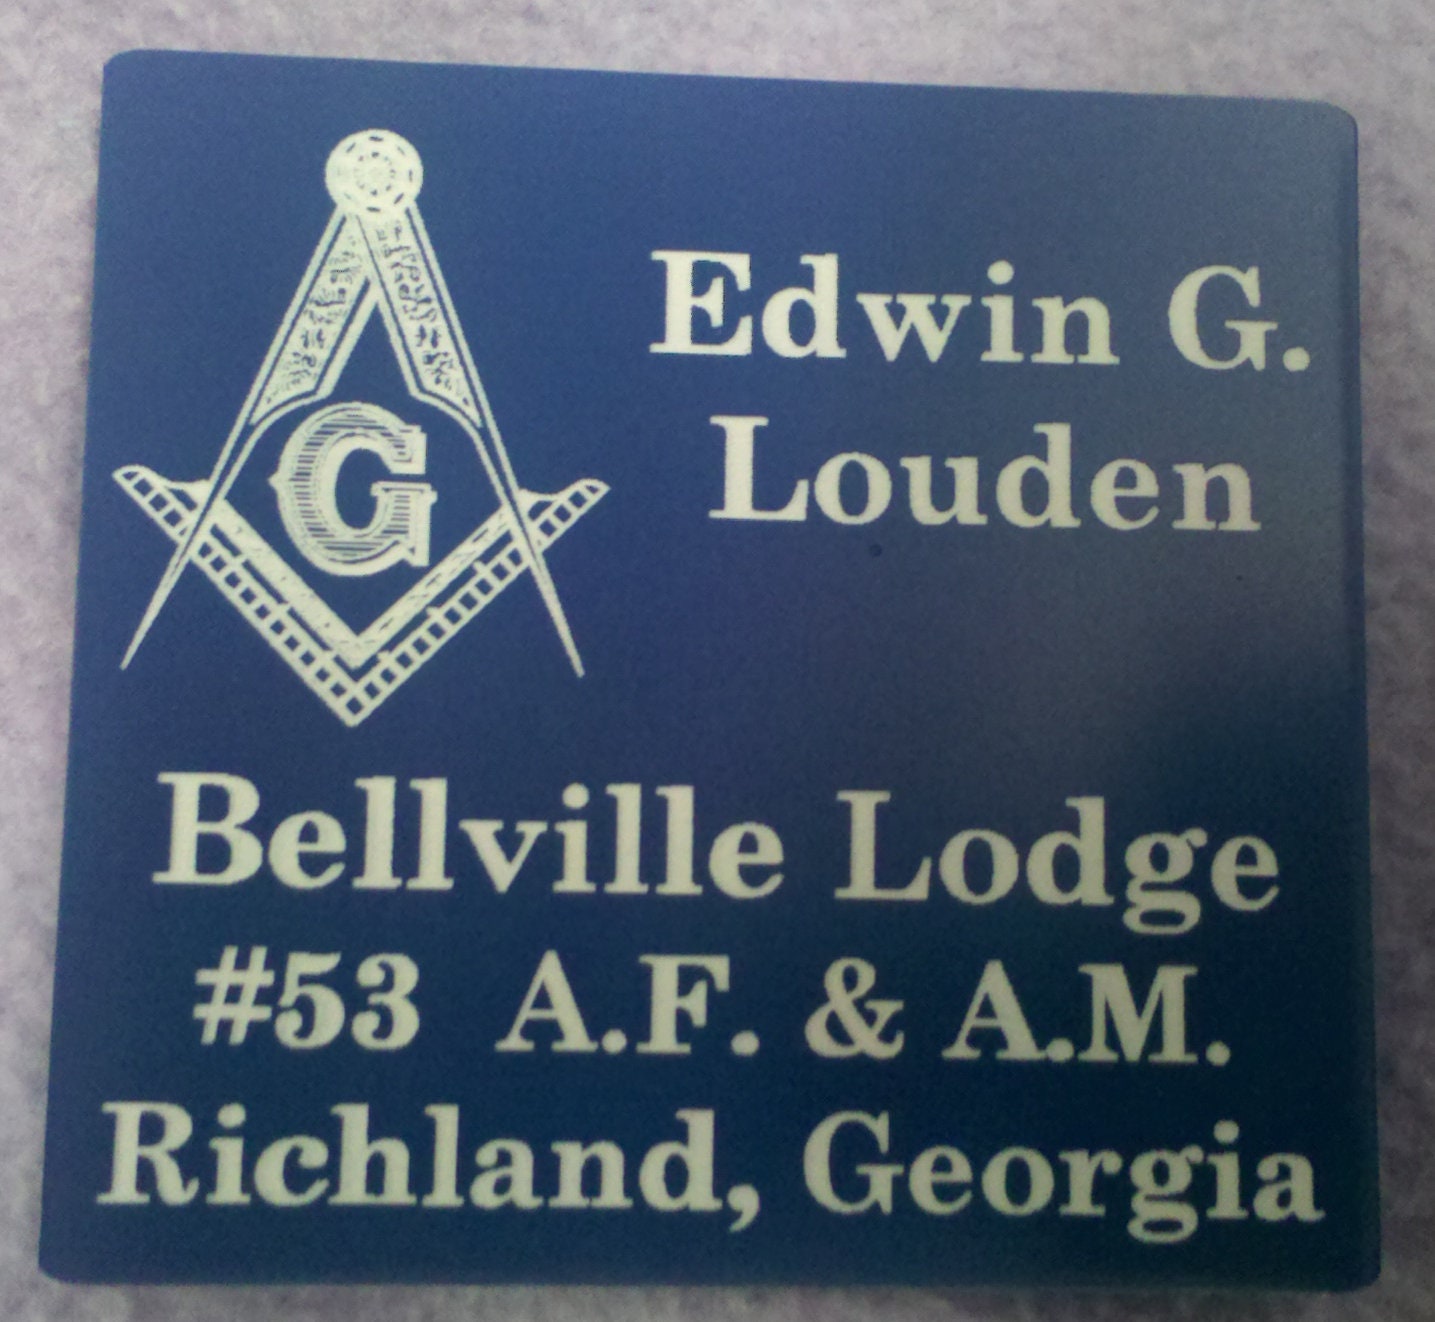 G
Edwin G.
Louden
Bellville Lodge
#53 A.F. & A.M.
Richland, Georgia